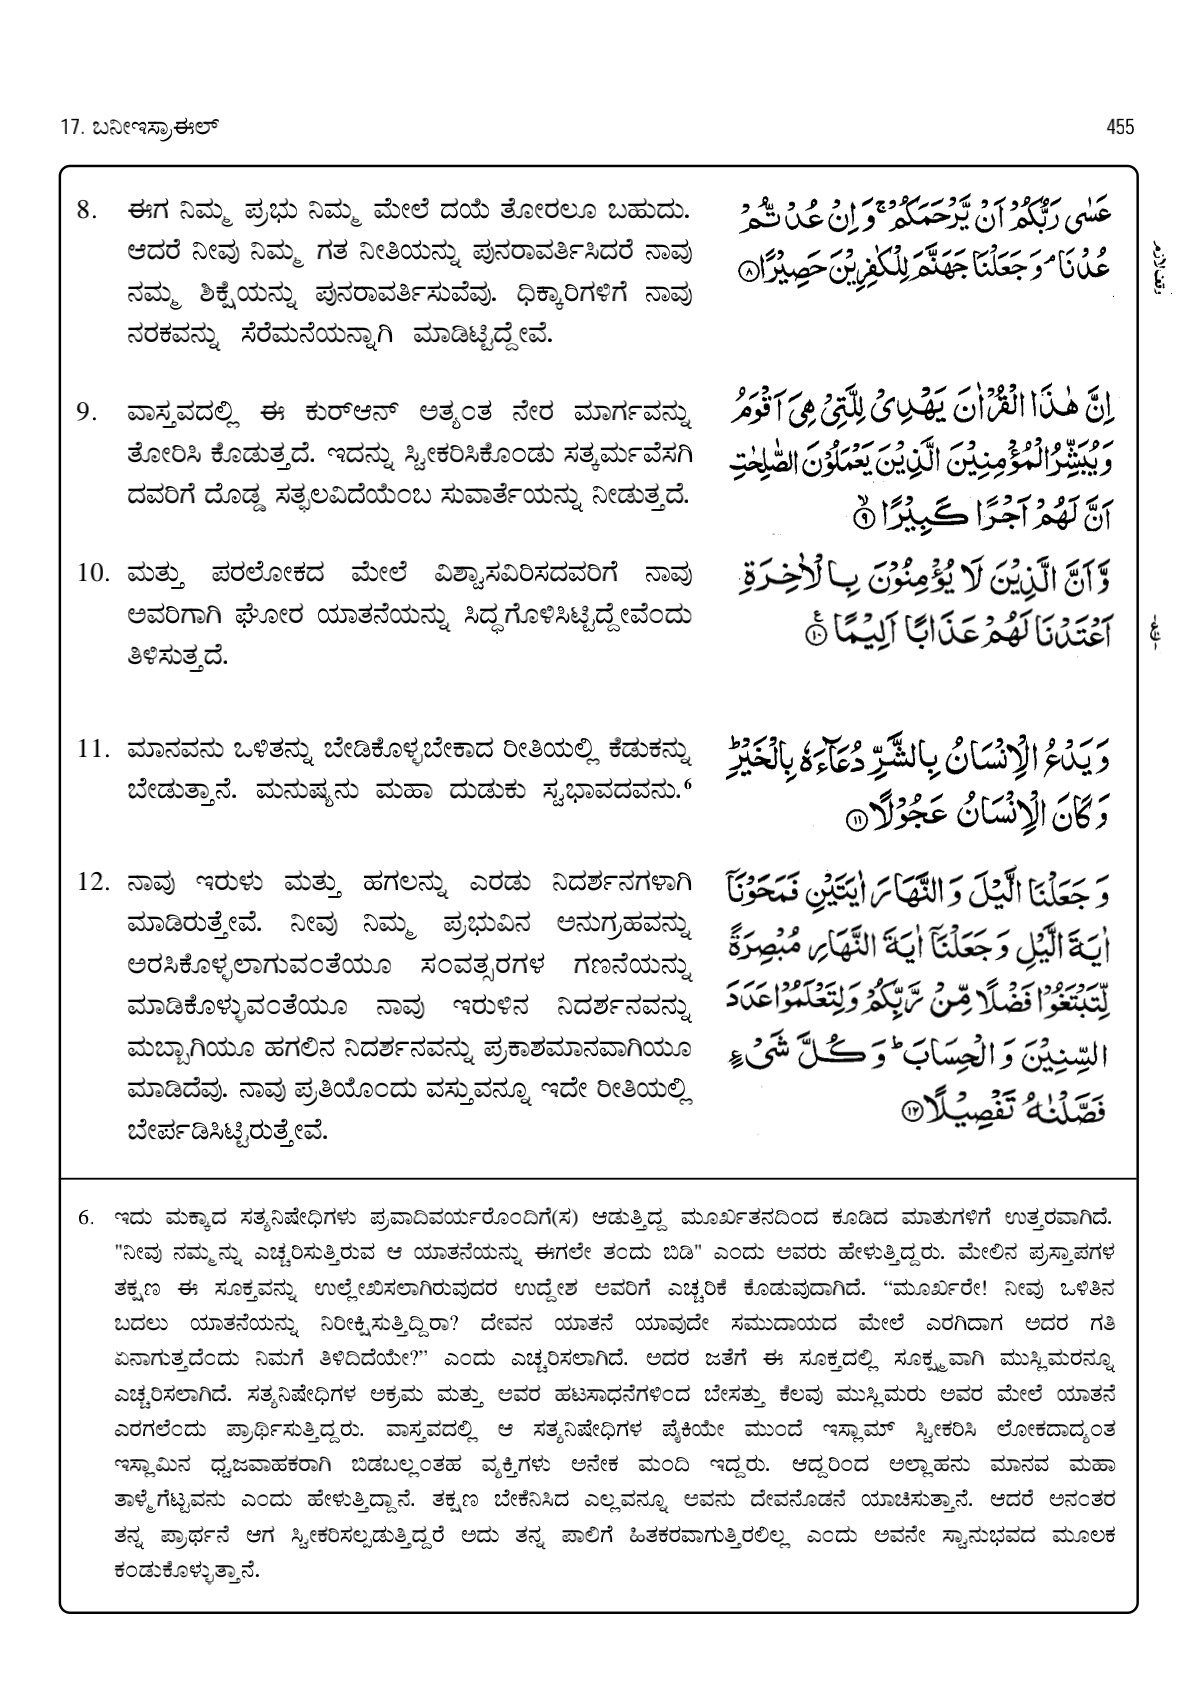 17. ಬನೀಇಸ್ರಾಈಲ್
455
8. ಈಗ ನಿಮ್ಮ ಪ್ರಭು ನಿಮ್ಮ ಮೇಲೆ ದಯೆ ತೋರಲೂ ಬಹುದು.
ಆದರೆ ನೀವು ನಿಮ್ಮ ಗತ ನೀತಿಯನ್ನು ಪುನರಾವರ್ತಿಸಿದರೆ ನಾವು
ನಮ್ಮ ಶಿಕ್ಷೆಯನ್ನು ಪುನರಾವರ್ತಿಸುವೆವು. ಧಿಕ್ಕಾರಿಗಳಿಗೆ ನಾವು
ನರಕವನ್ನು ಸೆರೆಮನೆಯನ್ನಾಗಿ ಮಾಡಿಟ್ಟಿದ್ದೇವೆ.
عَسٰى رَبُّكُمْ اَنْ يَّرْحَمَكُمْ ۚ وَاِنْ عُدْتُّمْ
عُدْنَا ۘ وَجَعَلْنَا جَهَنَّمَ لِلْكٰفِرِيْنَ حَصِيْرًا ۝٨
وقف لازم
9. ವಾಸ್ತವದಲ್ಲಿ ಈ ಕುರ್‌ಆನ್ ಅತ್ಯಂತ ನೇರ ಮಾರ್ಗವನ್ನು
ತೋರಿಸಿ ಕೊಡುತ್ತದೆ. ಇದನ್ನು ಸ್ವೀಕರಿಸಿಕೊಂಡು ಸತ್ಕರ್ಮವೆಸಗಿ
ದವರಿಗೆ ದೊಡ್ಡ ಸತ್ಫಲವಿದೆಯೆಂಬ ಸುವಾರ್ತೆಯನ್ನು ನೀಡುತ್ತದೆ.
اِنَّ هٰذَا الْقُرْاٰنَ يَهْدِىْ لِلَّتِىْ هِىَ اَقْوَمُ
وَيُبَشِّرُ الْمُؤْمِنِيْنَ الَّذِيْنَ يَعْمَلُوْنَ الصّٰلِحٰتِ
اَنَّ لَهُمْ اَجْرًا كَبِيْرًا ۙ۝٩
10. ಮತ್ತು ಪರಲೋಕದ ಮೇಲೆ ವಿಶ್ವಾಸವಿರಿಸದವರಿಗೆ ನಾವು
ಅವರಿಗಾಗಿ ಘೋರ ಯಾತನೆಯನ್ನು ಸಿದ್ಧಗೊಳಿಸಿಟ್ಟಿದ್ದೇವೆಂದು
ತಿಳಿಸುತ್ತದೆ.
وَّاَنَّ الَّذِيْنَ لَا يُؤْمِنُوْنَ بِالْاٰخِرَةِ
اَعْتَدْنَا لَهُمْ عَذَابًا اَلِيْمًا ۝١٠
11. ಮಾನವನು ಒಳಿತನ್ನು ಬೇಡಿಕೊಳ್ಳಬೇಕಾದ ರೀತಿಯಲ್ಲಿ ಕೆಡುಕನ್ನು
ಬೇಡುತ್ತಾನೆ. ಮನುಷ್ಯನು ಮಹಾ ದುಡುಕು ಸ್ವಭಾವದವನು.⁶
وَيَدْعُ الْاِنْسَانُ بِالشَّرِّ دُعَآءَهٗ بِالْخَيْرِ ؕ
وَكَانَ الْاِنْسَانُ عَجُوْلًا ۝١١
12. ನಾವು ಇರುಳು ಮತ್ತು ಹಗಲನ್ನು ಎರಡು ನಿದರ್ಶನಗಳಾಗಿ
ಮಾಡಿರುತ್ತೇವೆ. ನೀವು ನಿಮ್ಮ ಪ್ರಭುವಿನ ಅನುಗ್ರಹವನ್ನು
ಅರಸಿಕೊಳ್ಳಲಾಗುವಂತೆಯೂ ಸಂವತ್ಸರಗಳ ಗಣನೆಯನ್ನು
ಮಾಡಿಕೊಳ್ಳುವಂತೆಯೂ ನಾವು ಇರುಳಿನ ನಿದರ್ಶನವನ್ನು
ಮಬ್ಬಾಗಿಯೂ ಹಗಲಿನ ನಿದರ್ಶನವನ್ನು ಪ್ರಕಾಶಮಾನವಾಗಿಯೂ
ಮಾಡಿದೆವು. ನಾವು ಪ್ರತಿಯೊಂದು ವಸ್ತುವನ್ನೂ ಇದೇ ರೀತಿಯಲ್ಲಿ
ಬೇರ್ಪಡಿಸಿಟ್ಟಿರುತ್ತೇವೆ.
وَجَعَلْنَا الَّيْلَ وَالنَّهَارَ اٰيَتَيْنِ فَمَحَوْنَآ
اٰيَةَ الَّيْلِ وَجَعَلْنَآ اٰيَةَ النَّهَارِ مُبْصِرَةً
لِّتَبْتَغُوْا فَضْلًا مِّنْ رَّبِّكُمْ وَلِتَعْلَمُوْا عَدَدَ
السِّنِيْنَ وَالْحِسَابَ ؕ وَكُلَّ شَىْءٍ
فَصَّلْنٰهُ تَفْصِيْلًا ۝١٢
6. ಇದು ಮಕ್ಕಾದ ಸತ್ಯನಿಷೇಧಿಗಳು ಪ್ರವಾದಿವರ್ಯರೊಂದಿಗೆ(ಸ) ಆಡುತ್ತಿದ್ದ ಮೂರ್ಖತನದಿಂದ ಕೂಡಿದ ಮಾತುಗಳಿಗೆ ಉತ್ತರವಾಗಿದೆ.
"ನೀವು ನಮ್ಮನ್ನು ಎಚ್ಚರಿಸುತ್ತಿರುವ ಆ ಯಾತನೆಯನ್ನು ಈಗಲೇ ತಂದು ಬಿಡಿ" ಎಂದು ಅವರು ಹೇಳುತ್ತಿದ್ದರು. ಮೇಲಿನ ಪ್ರಸ್ತಾಪಗಳ
ತಕ್ಷಣ ಈ ಸೂಕ್ತವನ್ನು ಉಲ್ಲೇಖಿಸಲಾಗಿರುವುದರ ಉದ್ದೇಶ ಅವರಿಗೆ ಎಚ್ಚರಿಕೆ ಕೊಡುವುದಾಗಿದೆ. “ಮೂರ್ಖರೇ! ನೀವು ಒಳಿತಿನ
ಬದಲು ಯಾತನೆಯನ್ನು ನಿರೀಕ್ಷಿಸುತ್ತಿದ್ದಿರಾ? ದೇವನ ಯಾತನೆ ಯಾವುದೇ ಸಮುದಾಯದ ಮೇಲೆ ಎರಗಿದಾಗ ಅದರ ಗತಿ
ಏನಾಗುತ್ತದೆಂದು ನಿಮಗೆ ತಿಳಿದಿದೆಯೇ?” ಎಂದು ಎಚ್ಚರಿಸಲಾಗಿದೆ. ಅದರ ಜತೆಗೆ ಈ ಸೂಕ್ತದಲ್ಲಿ ಸೂಕ್ಷ್ಮವಾಗಿ ಮುಸ್ಲಿಮರನ್ನೂ
ಎಚ್ಚರಿಸಲಾಗಿದೆ. ಸತ್ಯನಿಷೇಧಿಗಳ ಅಕ್ರಮ ಮತ್ತು ಅವರ ಹಟಸಾಧನೆಗಳಿಂದ ಬೇಸತ್ತು ಕೆಲವು ಮುಸ್ಲಿಮರು ಅವರ ಮೇಲೆ ಯಾತನೆ
ಎರಗಲೆಂದು ಪ್ರಾರ್ಥಿಸುತ್ತಿದ್ದರು. ವಾಸ್ತವದಲ್ಲಿ ಆ ಸತ್ಯನಿಷೇಧಿಗಳ ಪೈಕಿಯೇ ಮುಂದೆ ಇಸ್ಲಾಮ್ ಸ್ವೀಕರಿಸಿ ಲೋಕದಾದ್ಯಂತ
ಇಸ್ಲಾಮಿನ ಧ್ವಜವಾಹಕರಾಗಿ ಬಿಡಬಲ್ಲಂತಹ ವ್ಯಕ್ತಿಗಳು ಅನೇಕ ಮಂದಿ ಇದ್ದರು. ಆದ್ದರಿಂದ ಅಲ್ಲಾಹನು ಮಾನವ ಮಹಾ
ತಾಳ್ಮೆಗೆಟ್ಟವನು ಎಂದು ಹೇಳುತ್ತಿದ್ದಾನೆ. ತಕ್ಷಣ ಬೇಕೆನಿಸಿದ ಎಲ್ಲವನ್ನೂ ಅವನು ದೇವನೊಡನೆ ಯಾಚಿಸುತ್ತಾನೆ. ಆದರೆ ಅನಂತರ
ತನ್ನ ಪ್ರಾರ್ಥನೆ ಆಗ ಸ್ವೀಕರಿಸಲ್ಪಡುತ್ತಿದ್ದರೆ ಅದು ತನ್ನ ಪಾಲಿಗೆ ಹಿತಕರವಾಗುತ್ತಿರಲಿಲ್ಲ ಎಂದು ಅವನೇ ಸ್ವಾನುಭವದ ಮೂಲಕ
ಕಂಡುಕೊಳ್ಳುತ್ತಾನೆ.